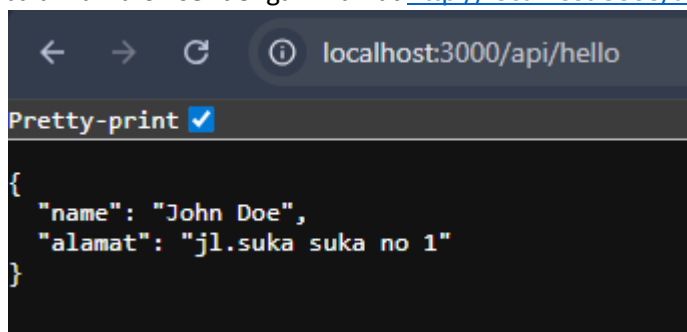 localhost:3000/api/hello
Pretty-print
{
"name": "John Doe",
"alamat": "jl.suka suka no 1"
}